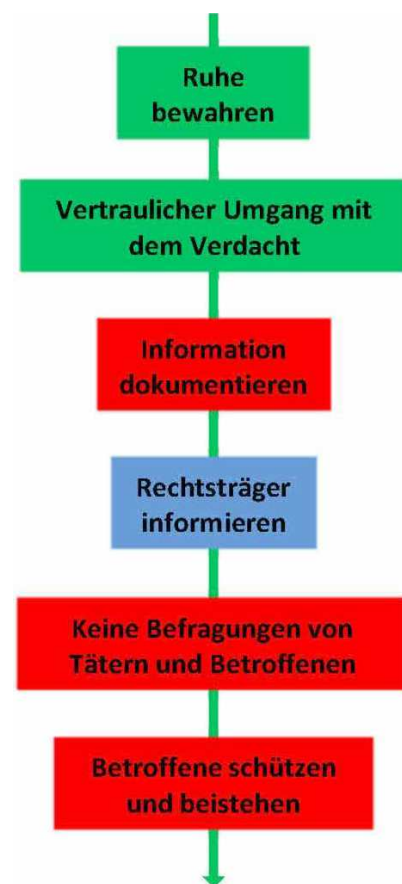 Ruhe
bewahren
Vertraulicher Umgang mit
dem Verdacht
Information
dokumentieren
Rechtsträger
informieren
Keine Befragungen von
Tätern und Betroffenen
Betroffene schützen
und beistehen